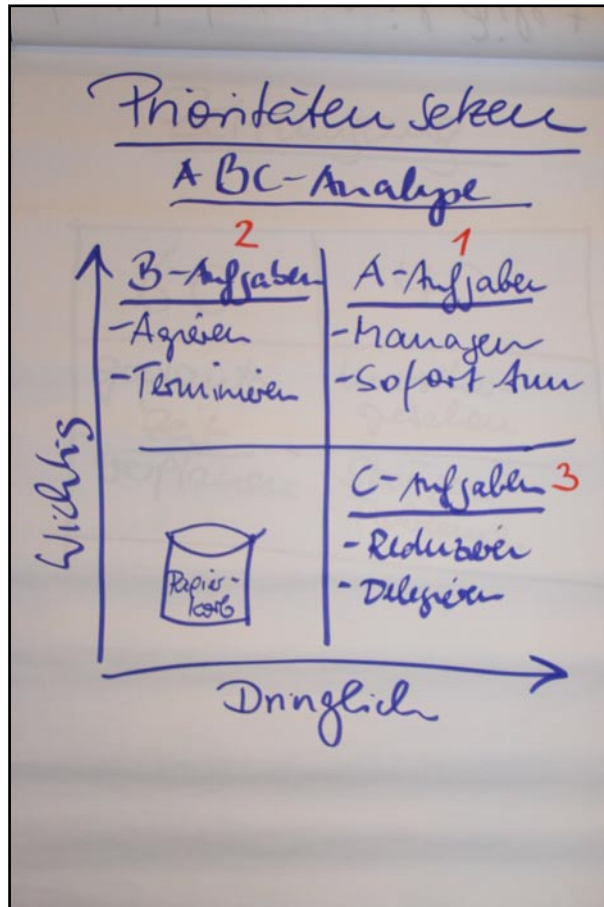 Prioritäten setzen
ABC-Analyse
2
B-Aufgaben
-Agieren
-Terminieren
1
A-Aufgaben
-Managen
-Sofort tun
C-Aufgaben 3
-Reduzieren
-Delegieren
Papier-
korb
Wichtig
Dringlich